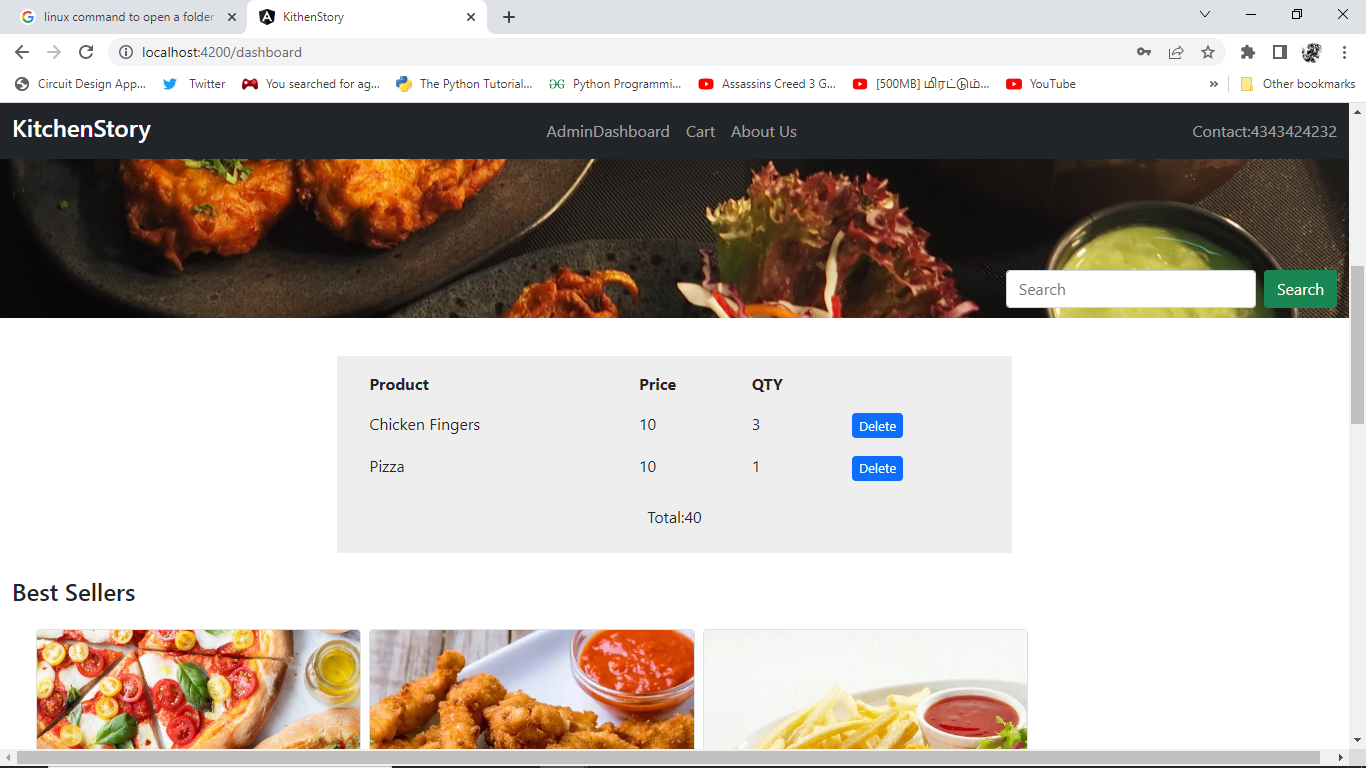 linux command to open a folder
KithenStory
localhost:4200/dashboard
Circuit Design App...
Twitter
You searched for ag...
The Python Tutorial...
Python Programmi...
Assassins Creed 3 G...
[500MB] மிரட்டும்...
YouTube
Other bookmarks
KitchenStory
AdminDashboard Cart About Us
Contact:4343424232
Search Search
Product Price QTY
Chicken Fingers 10 3 Delete
Pizza 10 1 Delete
Total:40
Best Sellers